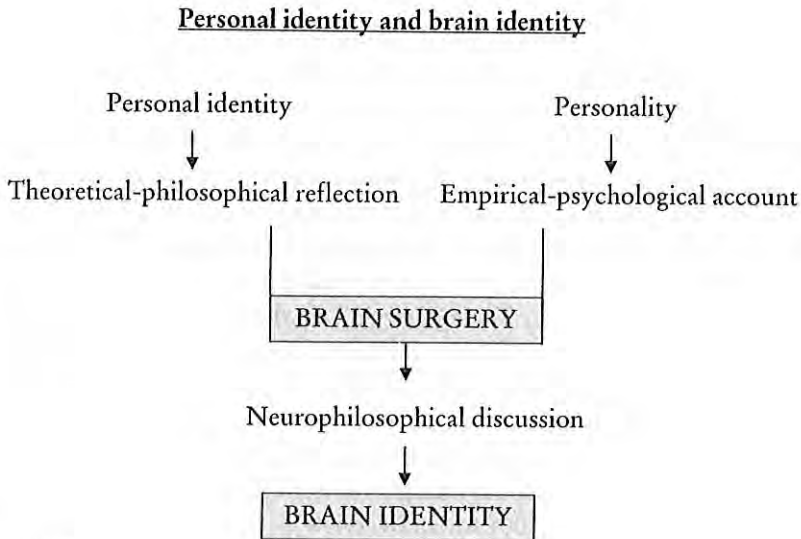 Personal identity and brain identity
Personal identity
Personality
Theoretical-philosophical reflection
Empirical-psychological account
BRAIN SURGERY
Neurophilosophical discussion
BRAIN IDENTITY